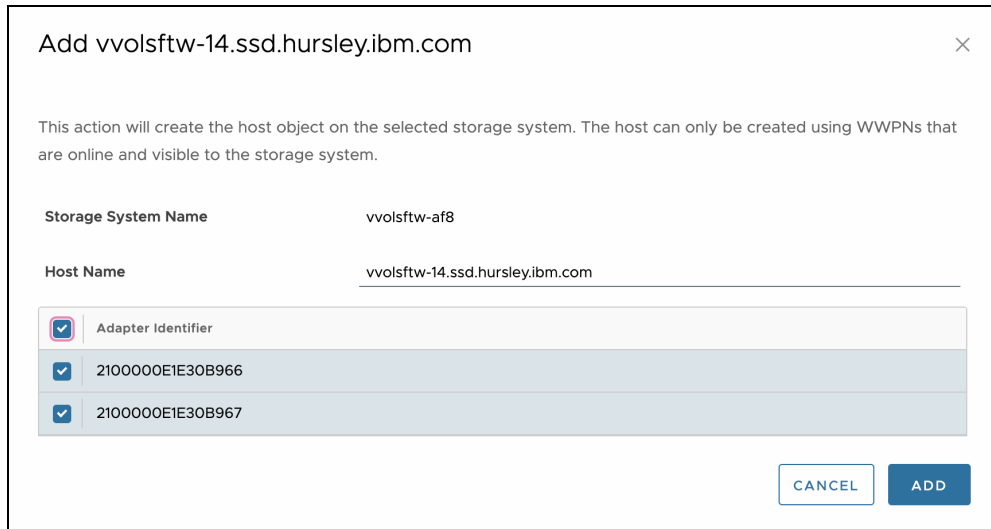 Add vvolsftw-14.ssd.hursley.ibm.com
This action will create the host object on the selected storage system. The host can only be created using WWPNs that
are online and visible to the storage system.
Storage System Name vvolsftw-af8
Host Name vvolsftw-14.ssd.hursley.ibm.com
Adapter Identifier
2100000E1E30B966
2100000E1E30B967
CANCEL ADD